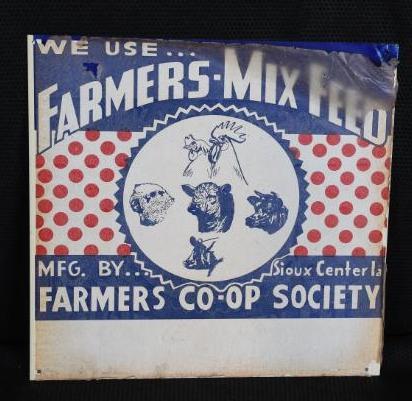 WE USE...
FARMERS-MIX FEED
MFG. BY... Sioux Center Ia
FARMERS CO-OP SOCIETY